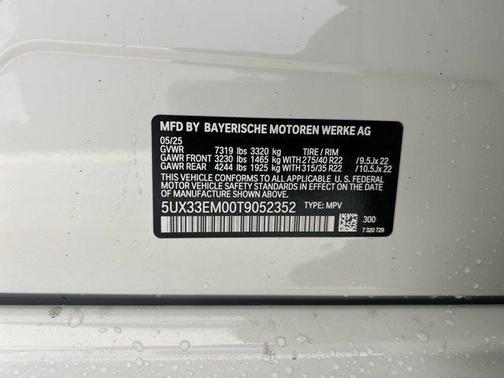 MFD BY BAYERISCHE MOTOREN WERKE AG
05/25
GVWR 7319 lbs 3320 kg TIRE / RIM
GAWR FRONT 3230 lbs 1465 kg W/275/40 R22 /9.5Jx 22
GAWR REAR 4244 lbs 1925 kg W/315/35 R22 /10.5Jx 22
THIS VEHICLE CONFORMS TO ALL APPLICABLE U. S. FEDERAL
MOTOR VEHICLE SAFETY STANDARDS IN EFFECT ON THE
DATE OF MANUFACTURE SHOWN ABOVE.
5UX33EM00T9052352 TYPE: MPV
300
7 320 729